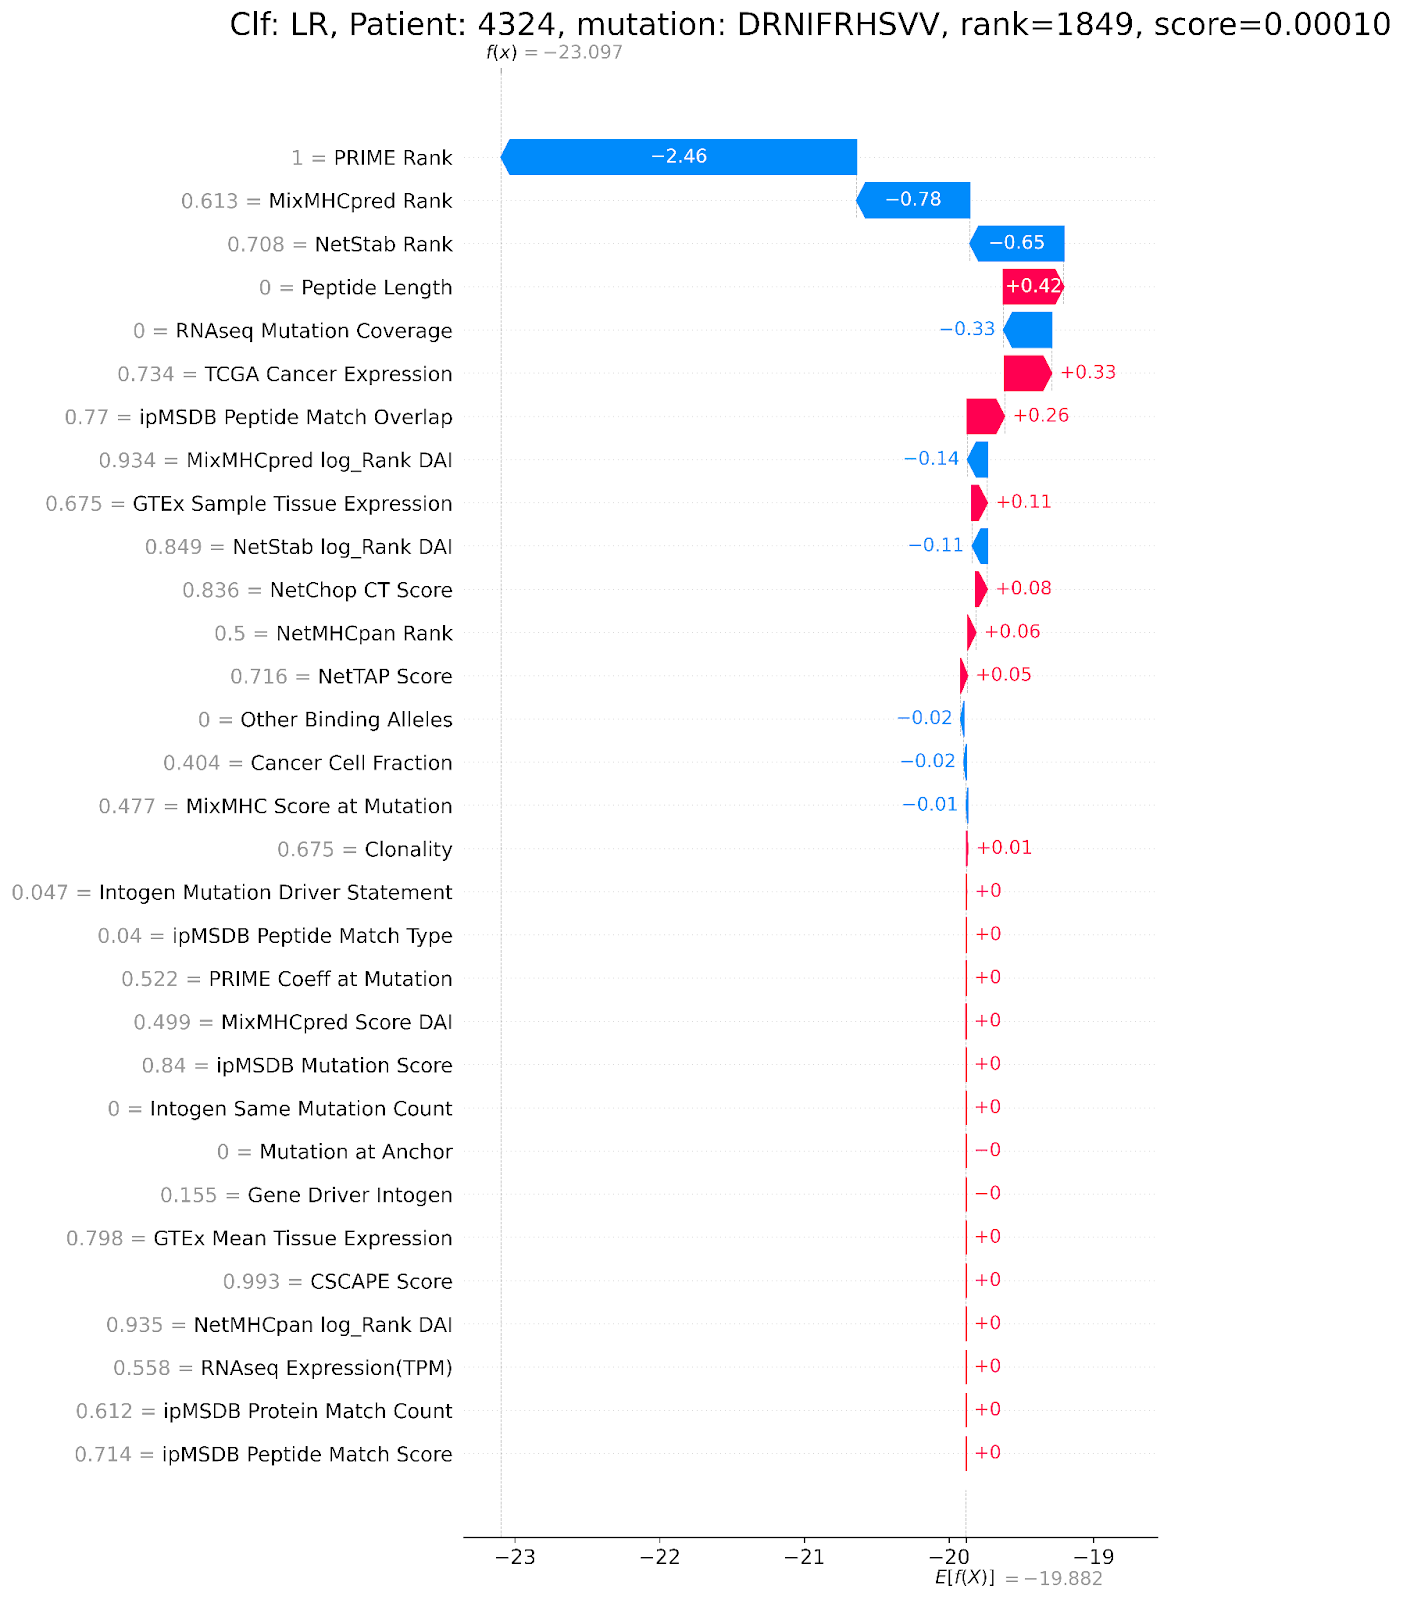 Clf: LR, Patient: 4324, mutation: DRNIFRHSVV, rank=1849, score=0.00010
f(x) = −23.097
1 = PRIME Rank −2.46
0.613 = MixMHCpred Rank −0.78
0.708 = NetStab Rank −0.65
0 = Peptide Length +0.42
0 = RNAseq Mutation Coverage −0.33
0.734 = TCGA Cancer Expression +0.33
0.77 = ipMSDB Peptide Match Overlap +0.26
0.934 = MixMHCpred log_Rank DAI −0.14
0.675 = GTEx Sample Tissue Expression +0.11
0.849 = NetStab log_Rank DAI −0.11
0.836 = NetChop CT Score +0.08
0.5 = NetMHCpan Rank +0.06
0.716 = NetTAP Score +0.05
0 = Other Binding Alleles −0.02
0.404 = Cancer Cell Fraction −0.02
0.477 = MixMHC Score at Mutation −0.01
0.675 = Clonality +0.01
0.047 = Intogen Mutation Driver Statement +0
0.04 = ipMSDB Peptide Match Type +0
0.522 = PRIME Coeff at Mutation +0
0.499 = MixMHCpred Score DAI +0
0.84 = ipMSDB Mutation Score +0
0 = Intogen Same Mutation Count +0
0 = Mutation at Anchor −0
0.155 = Gene Driver Intogen −0
0.798 = GTEx Mean Tissue Expression +0
0.993 = CSCAPE Score +0
0.935 = NetMHCpan log_Rank DAI +0
0.558 = RNAseq Expression(TPM) +0
0.612 = ipMSDB Protein Match Count +0
0.714 = ipMSDB Peptide Match Score +0
−23 −22 −21 −20 −19
E[f(X)] = −19.882